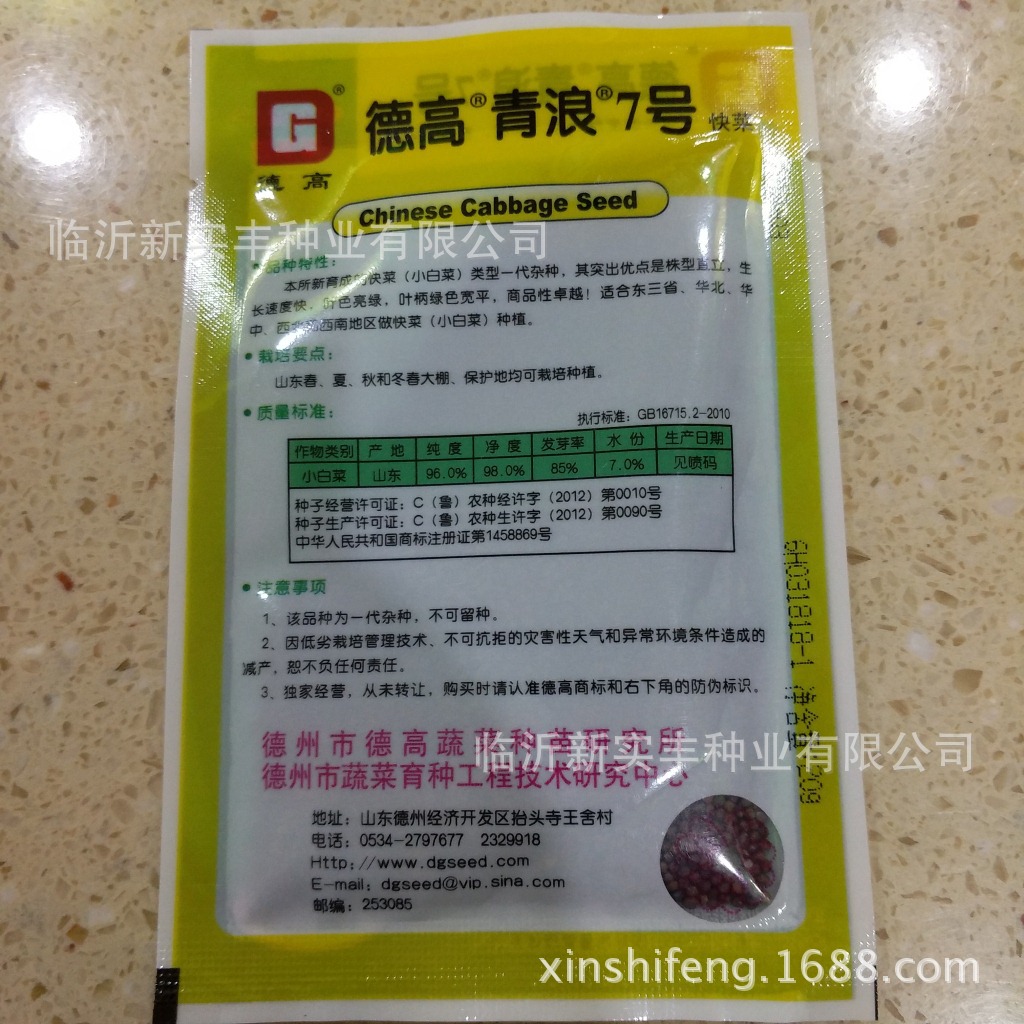 德高®青浪®7号 快菜
DG®
德高
Chinese Cabbage Seed
临沂新实丰种业有限公司
• 品种特性:
本所新育成的快菜(小白菜)类型一代杂种,其突出优点是株型直立,生
长速度快,叶色亮绿,叶柄绿色宽平,商品性卓越!适合东三省、华北、华
中、西北和西南地区做快菜(小白菜)种植。
• 栽培要点:
山东春、夏、秋和冬春大棚、保护地均可栽培种植。
• 质量标准:
执行标准:GB16715.2-2010
作物类别 产地 纯度 净度 发芽率 水份 生产日期
小白菜 山东 96.0% 98.0% 85% 7.0% 见喷码
种子经营许可证:C(鲁)农种经许字(2012)第0010号
种子生产许可证:C(鲁)农种生许字(2012)第0090号
中华人民共和国商标注册证第1458869号
• 注意事项
1、该品种为一代杂种,不可留种。
2、因低劣栽培管理技术、不可抗拒的灾害性天气和异常环境条件造成的
减产,恕不负任何责任。
3、独家经营,从未转让,购买时请认准德高商标和右下角的防伪标识。
德州市德高蔬菜种苗研究所
德州市蔬菜育种工程技术研究中心
临沂新实丰种业有限公司
地址:山东德州经济开发区抬头寺王舍村
电话:0534-2797677 2329918
Http://www.dgseed.com
E-mail:dgseed@vip.sina.com
邮编:253085
GH031818-1 净含量
xinshifeng.1688.com